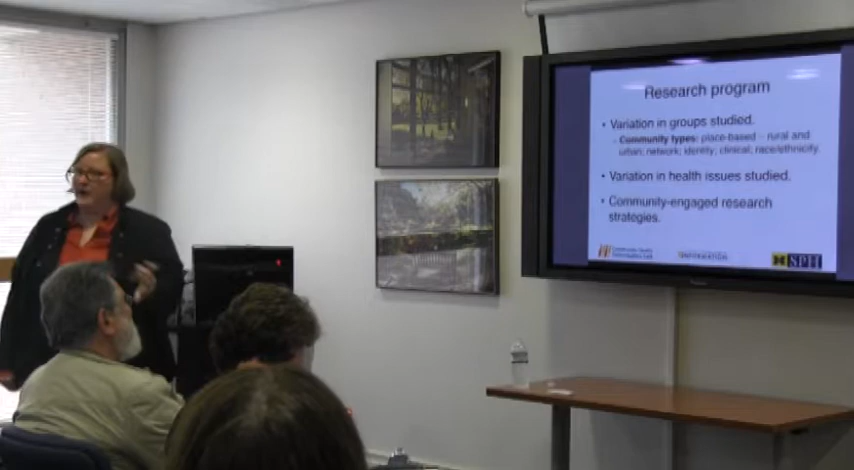 Research program
• Variation in groups studied.
- Community types: place-based – rural and
urban; network; identity; clinical; race/ethnicity.
• Variation in health issues studied.
• Community-engaged research
strategies.
INFORMATION
SPH